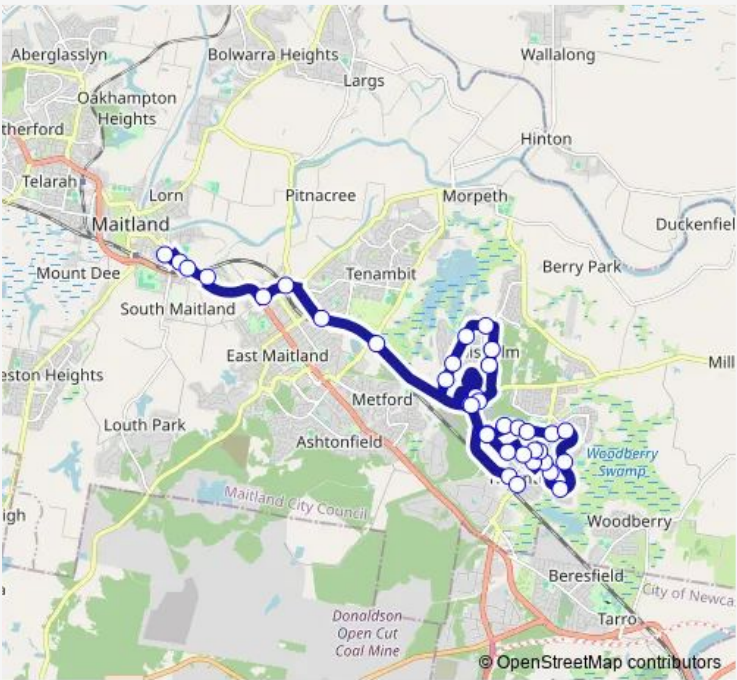 Aberglasslyn
Bolwarra Heights
Wallalong
Largs
Oakhampton
Heights
therford
Hinton
Telarah
Lorn
Pitnacree
Morpeth
Maitland
Duckenfiel
Mount Dee
Tenambit
Berry Park
South Maitland
East Maitland
Mill
eston Heights
Metford
Louth Park
Ashtonfield
Woodberry
Swamp
Maitland City Council
igh
Woodberry
Beresfield
City of Newca
Donaldson
Open Cut
Coal Mine
Tarro
© OpenStreetMap contributors